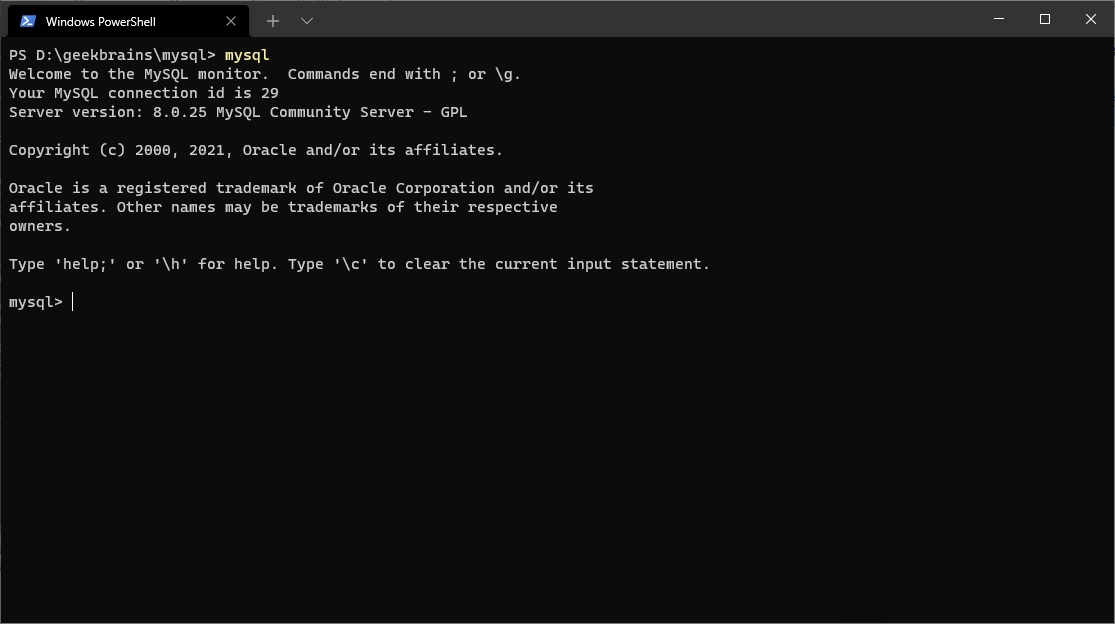 Windows PowerShell
PS D:\geekbrains\mysql> mysql
Welcome to the MySQL monitor.  Commands end with ; or \g.
Your MySQL connection id is 29
Server version: 8.0.25 MySQL Community Server - GPL
Copyright (c) 2000, 2021, Oracle and/or its affiliates.
Oracle is a registered trademark of Oracle Corporation and/or its
affiliates. Other names may be trademarks of their respective
owners.
Type 'help;' or '\h' for help. Type '\c' to clear the current input statement.
mysql>